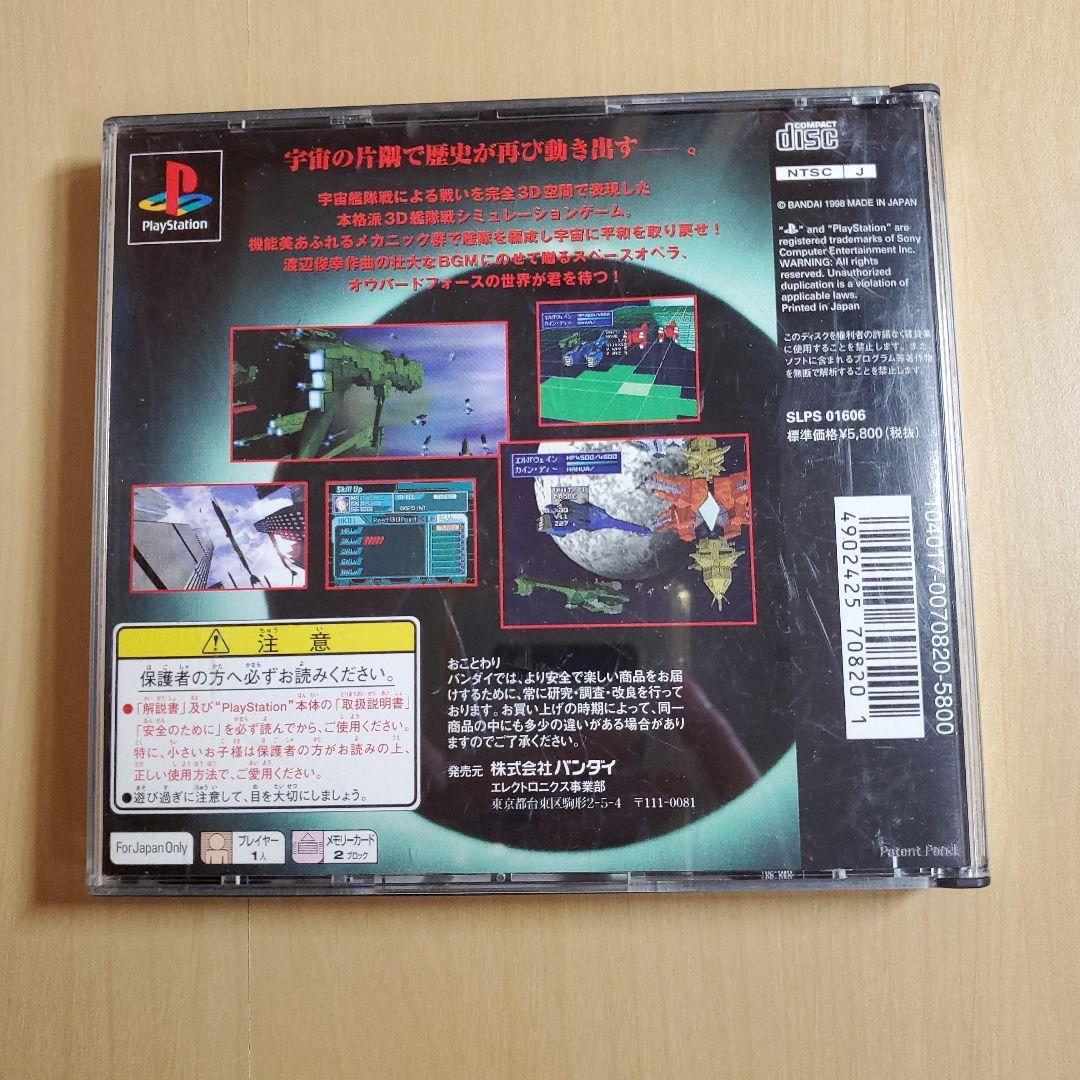 PlayStation
宇宙の片隅で歴史が再び動き出す――。
宇宙艦隊戦による戦いを完全3D空間で表現した
本格派3D艦隊戦シミュレーションゲーム。
機能美あふれるメカニック群で艦隊を編成し宇宙に平和を取り戻せ！
渡辺俊幸作曲の壮大なBGMにのせて贈るスペースオペラ、
オウバードフォースの世界が君を待つ！
COMPACT
disc
NTSC J
© BANDAI 1998 MADE IN JAPAN
" " and "PlayStation" are
registered trademarks of Sony
Computer Entertainment Inc.
WARNING: All rights
reserved. Unauthorized
duplication is a violation of
applicable laws.
Printed in Japan
このディスクを権利者の許諾なく賃貸業
に使用することを禁止します。また、
ソフトに含まれるプログラム等著作物
を無断で解析することを禁止します。
SLPS 01606
標準価格¥5,800(税抜)
4902425 708201
T04017-0070820-5800
エルボウェイン HP4500/4500
カイン・ディー MANUAL
Skill Up
SKILL
注意
保護者の方へ必ずお読みください。
●「解説書」及び"PlayStation"本体の「取扱説明書」
「安全のために」を必ず読んでから、ご使用ください。
特に、小さいお子様は保護者の方がお読みの上、
正しい使用方法で、ご愛用ください。
●遊び過ぎに注意して、目を大切にしましょう。
おことわり
バンダイでは、より安全で楽しい商品をお届
けするために、常に研究・調査・改良を行って
おります。お買い上げの時期によって、同一
商品の中にも多少の違いがある場合があり
ますのでご了承ください。
発売元 株式会社バンダイ
エレクトロニクス事業部
東京都台東区駒形2-5-4 〒111-0081
For Japan Only
プレイヤー
1人
メモリーカード
2ブロック